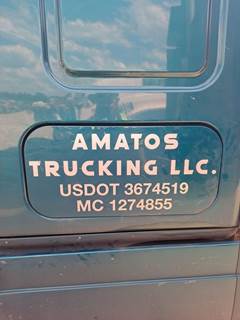 AMATOS
TRUCKING LLC.
USDOT 3674519
MC 1274855